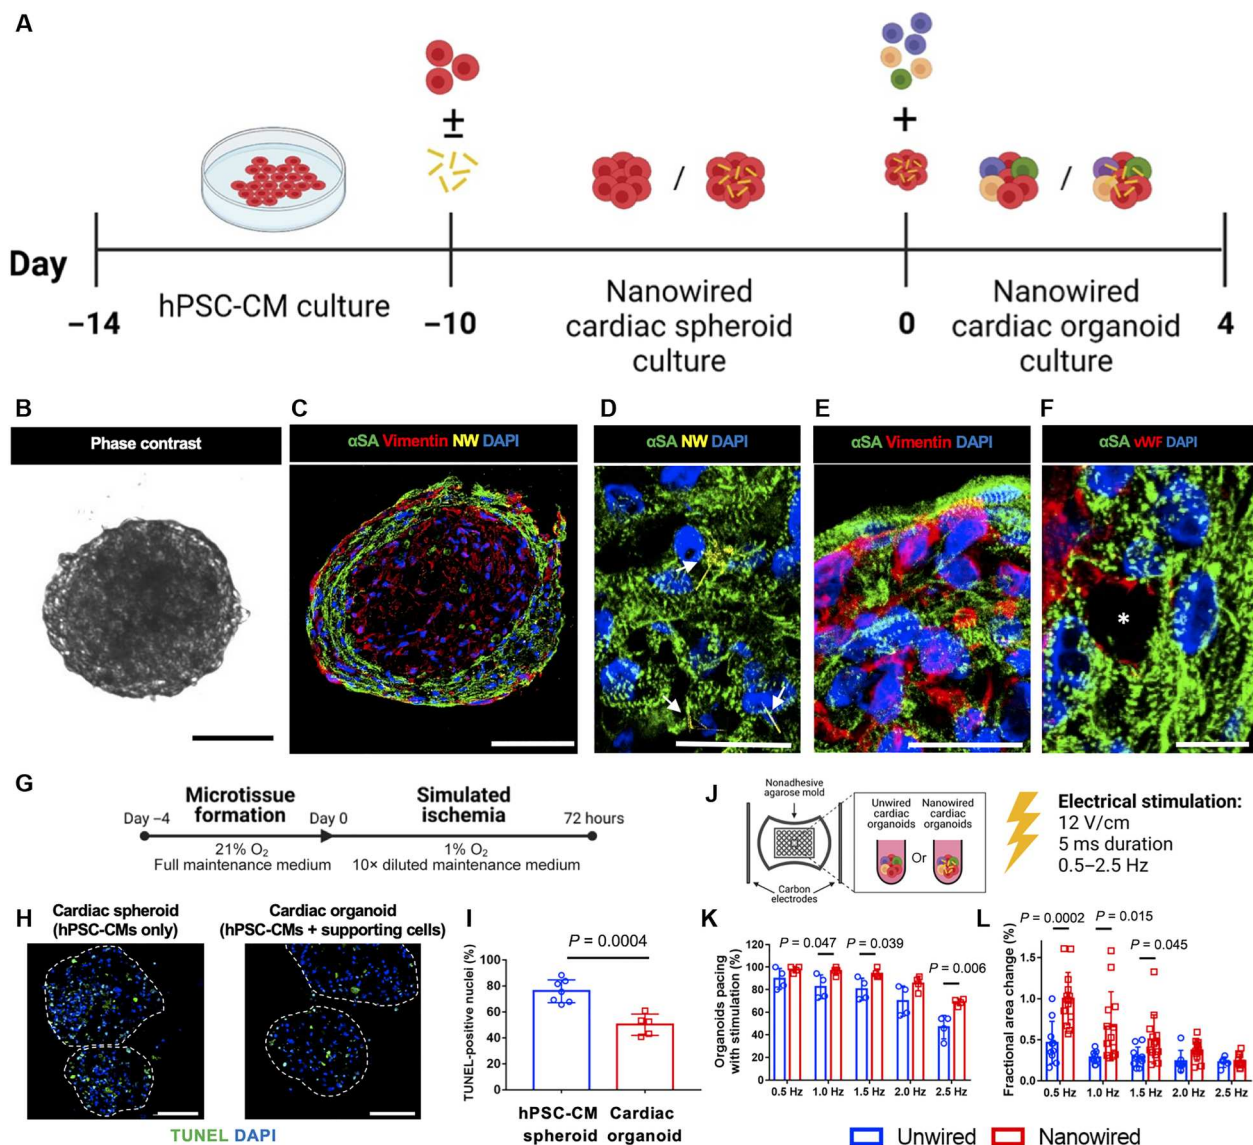 A
±
+
/
/
Day
−14
hPSC-CM culture
−10
Nanowired
cardiac spheroid
culture
0
Nanowired
cardiac organoid
culture
4
B
Phase contrast
C
αSA Vimentin NW DAPI
D
αSA NW DAPI
E
αSA Vimentin DAPI
F
αSA vWF DAPI
*
G
Microtissue
formation
Simulated
ischemia
Day −4
Day 0
72 hours
21% O₂
Full maintenance medium
1% O₂
10× diluted maintenance medium
J
Nonadhesive
agarose mold
Unwired
cardiac
organoids
Nanowired
cardiac
organoids
Or
Carbon
electrodes
Electrical stimulation:
12 V/cm
5 ms duration
0.5–2.5 Hz
H
Cardiac spheroid
(hPSC-CMs only)
Cardiac organoid
(hPSC-CMs + supporting cells)
TUNEL DAPI
I
P = 0.0004
TUNEL-positive nuclei (%)
100
80
60
40
20
0
hPSC-CM
spheroid
Cardiac
organoid
K
Organoids pacing
with stimulation (%)
120
100
80
60
40
20
0
P = 0.047
P = 0.039
P = 0.006
0.5 Hz
1.0 Hz
1.5 Hz
2.0 Hz
2.5 Hz
L
Fractional area change (%)
P = 0.0002
P = 0.015
P = 0.045
1.5
1.0
0.5
0.0
0.5 Hz
1.0 Hz
1.5 Hz
2.0 Hz
2.5 Hz
Unwired
Nanowired